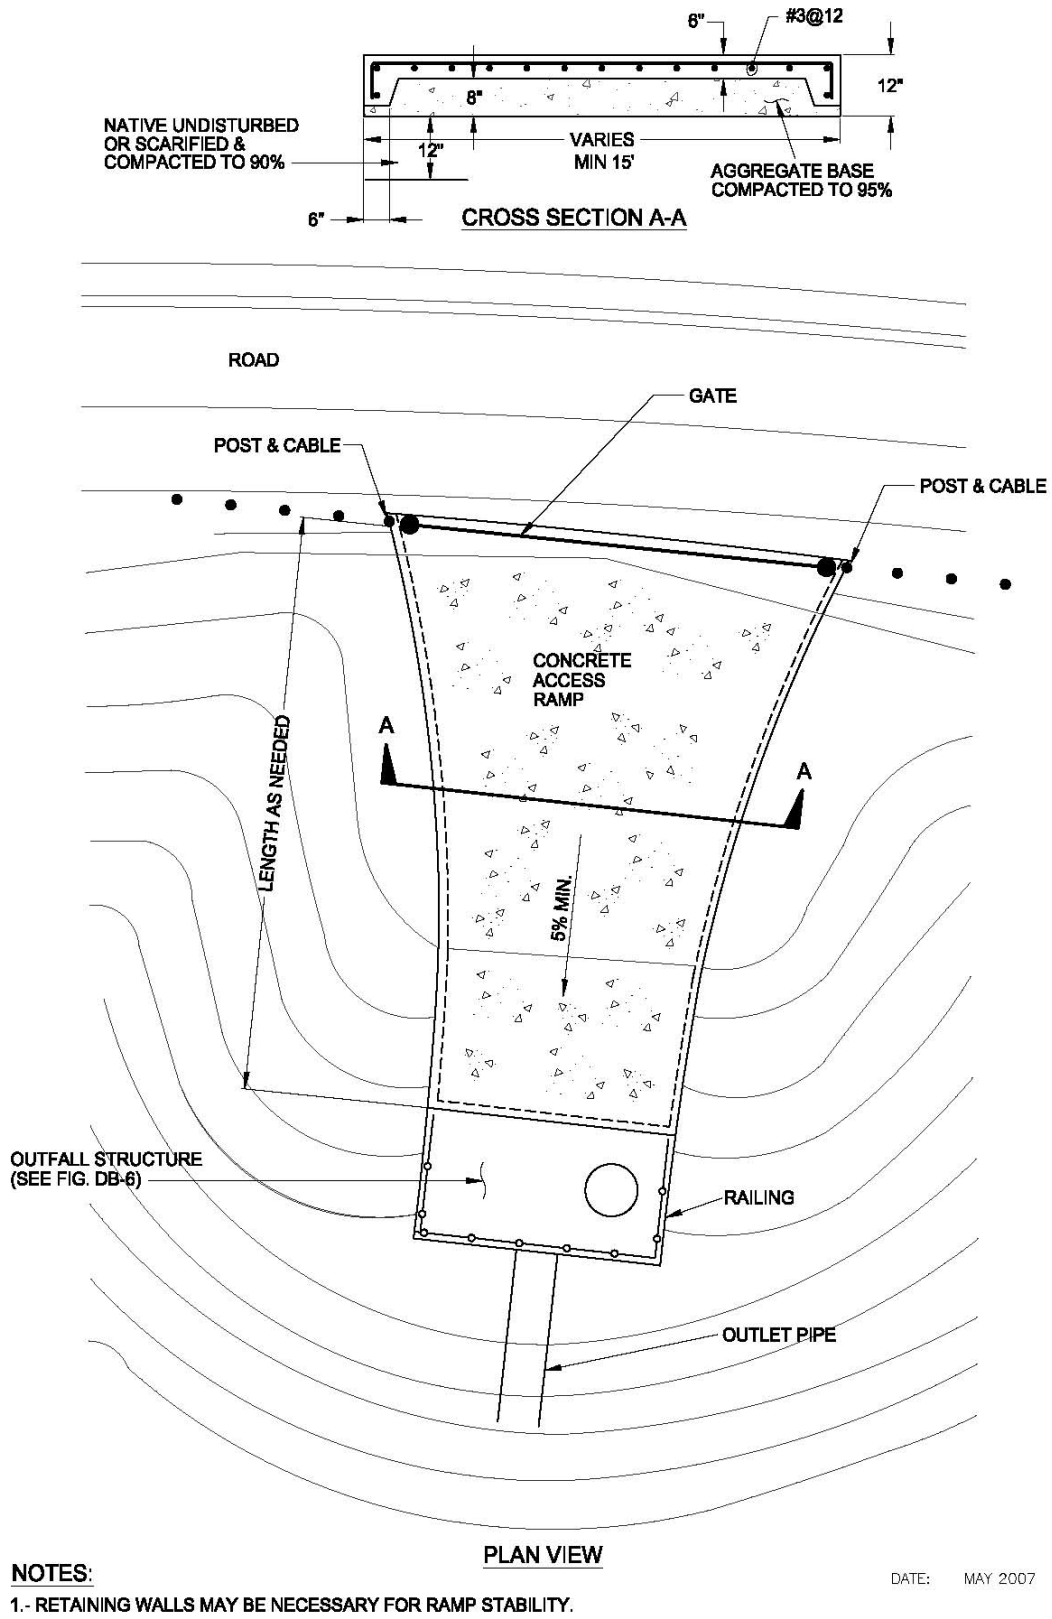 6"
#3@12
12"
8"
NATIVE UNDISTURBED
OR SCARIFIED &
COMPACTED TO 90%
12"
VARIES
MIN 15'
AGGREGATE BASE
COMPACTED TO 95%
6"
CROSS SECTION A-A
ROAD
GATE
POST & CABLE
POST & CABLE
CONCRETE
ACCESS
RAMP
LENGTH AS NEEDED
A
A
5% MIN.
OUTFALL STRUCTURE
(SEE FIG. DB-6)
RAILING
OUTLET PIPE
PLAN VIEW
NOTES:
DATE: MAY 2007
1.- RETAINING WALLS MAY BE NECESSARY FOR RAMP STABILITY.